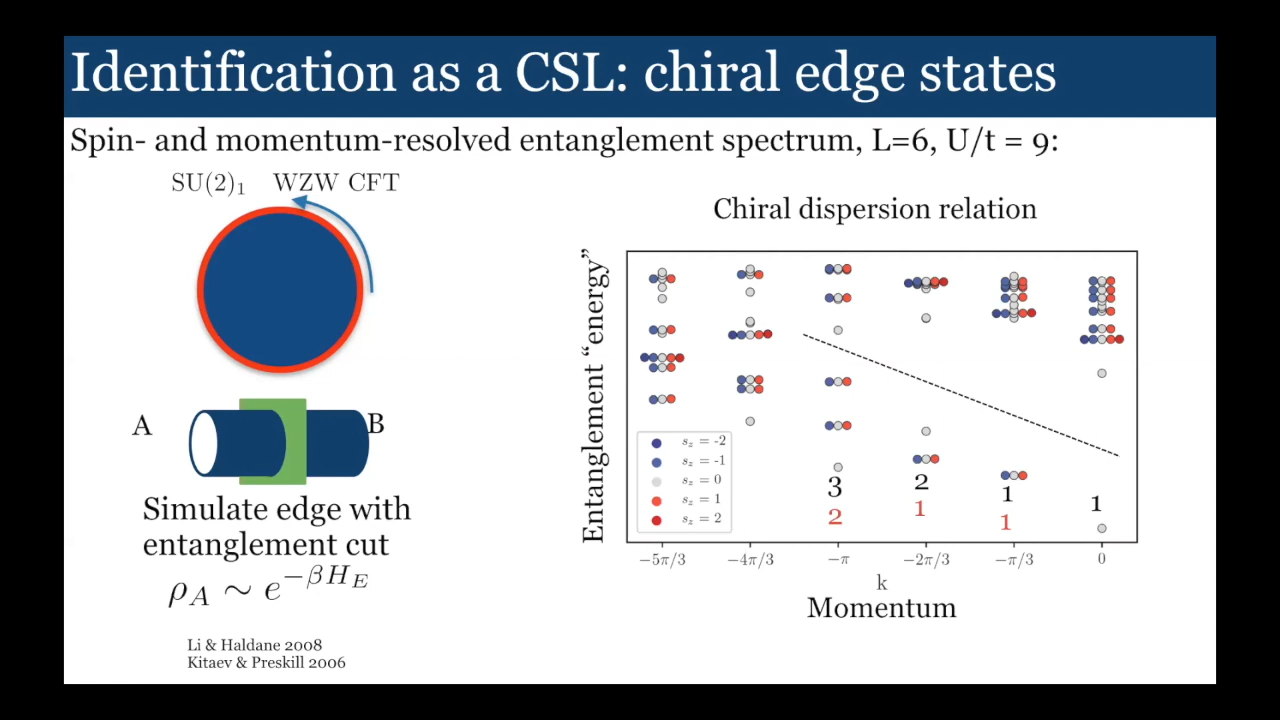 Identification as a CSL: chiral edge states
Spin- and momentum-resolved entanglement spectrum, L=6, U/t = 9:
SU(2)₁ WZW CFT
A
B
Simulate edge with
entanglement cut
ρ_A ∼ e^{−βH_E}
Li & Haldane 2008
Kitaev & Preskill 2006
Chiral dispersion relation
Entanglement “energy”
s_z = -2
s_z = -1
s_z = 0
s_z = 1
s_z = 2
3 2 1 1
2 1 1
−5π/3 −4π/3 −π −2π/3 −π/3 0
k
Momentum